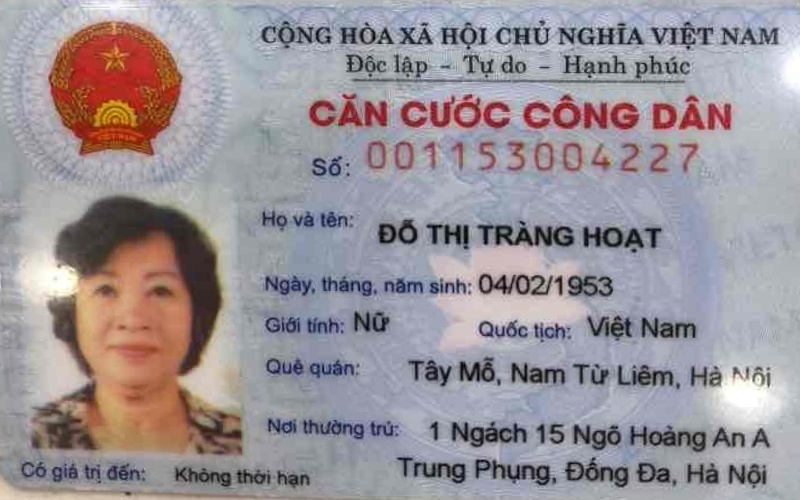 CỘNG HÒA XÃ HỘI CHỦ NGHĨA VIỆT NAM
Độc lập - Tự do - Hạnh phúc
CĂN CƯỚC CÔNG DÂN
Số: 001153004227
Họ và tên: ĐỖ THỊ TRÀNG HOẠT
Ngày, tháng, năm sinh: 04/02/1953
Giới tính: Nữ Quốc tịch: Việt Nam
Quê quán: Tây Mỗ, Nam Từ Liêm, Hà Nội
Nơi thường trú: 1 Ngách 15 Ngõ Hoàng An A
Trung Phụng, Đống Đa, Hà Nội
Có giá trị đến: Không thời hạn